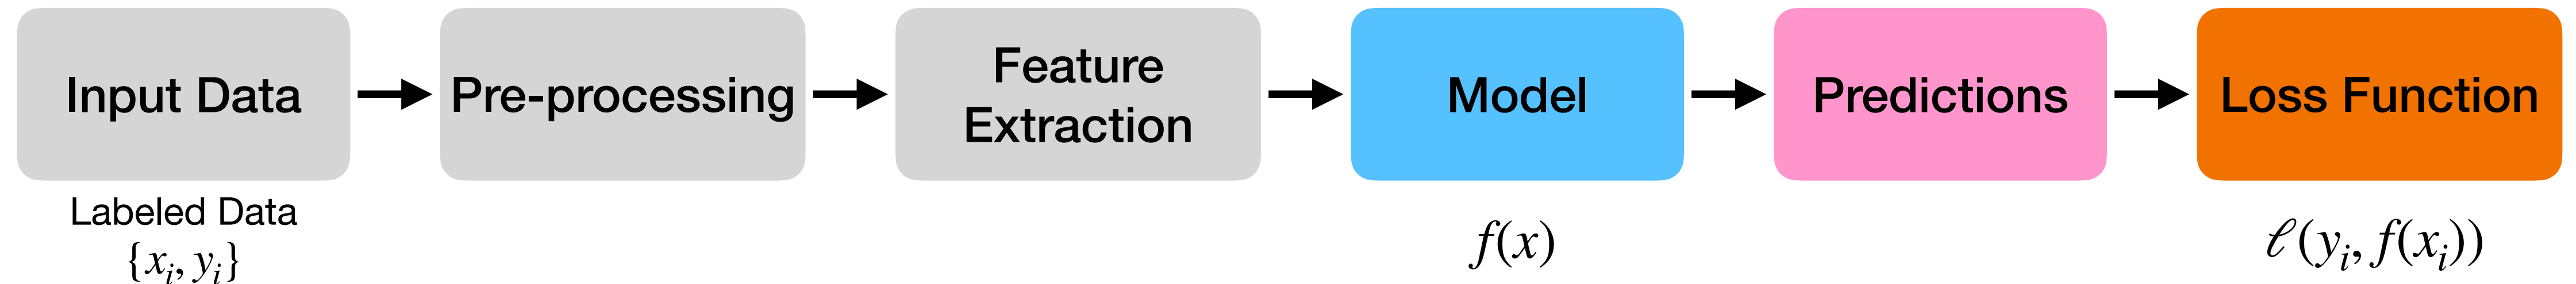 Input Data
Pre-processing
Feature
Extraction
Model
Predictions
Loss Function
Labeled Data
{xᵢ, yᵢ}
f(x)
ℓ(yᵢ, f(xᵢ))